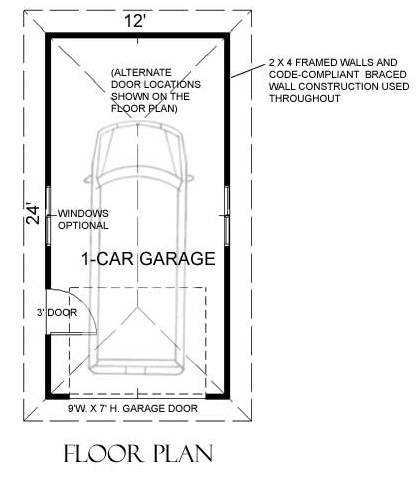 12'
2 X 4 FRAMED WALLS AND
CODE-COMPLIANT BRACED
WALL CONSTRUCTION USED
THROUGHOUT
(ALTERNATE
DOOR LOCATIONS
SHOWN ON THE
FLOOR PLAN)
24'
WINDOWS
OPTIONAL
1-CAR GARAGE
3' DOOR
9'W. X 7' H. GARAGE DOOR
FLOOR PLAN